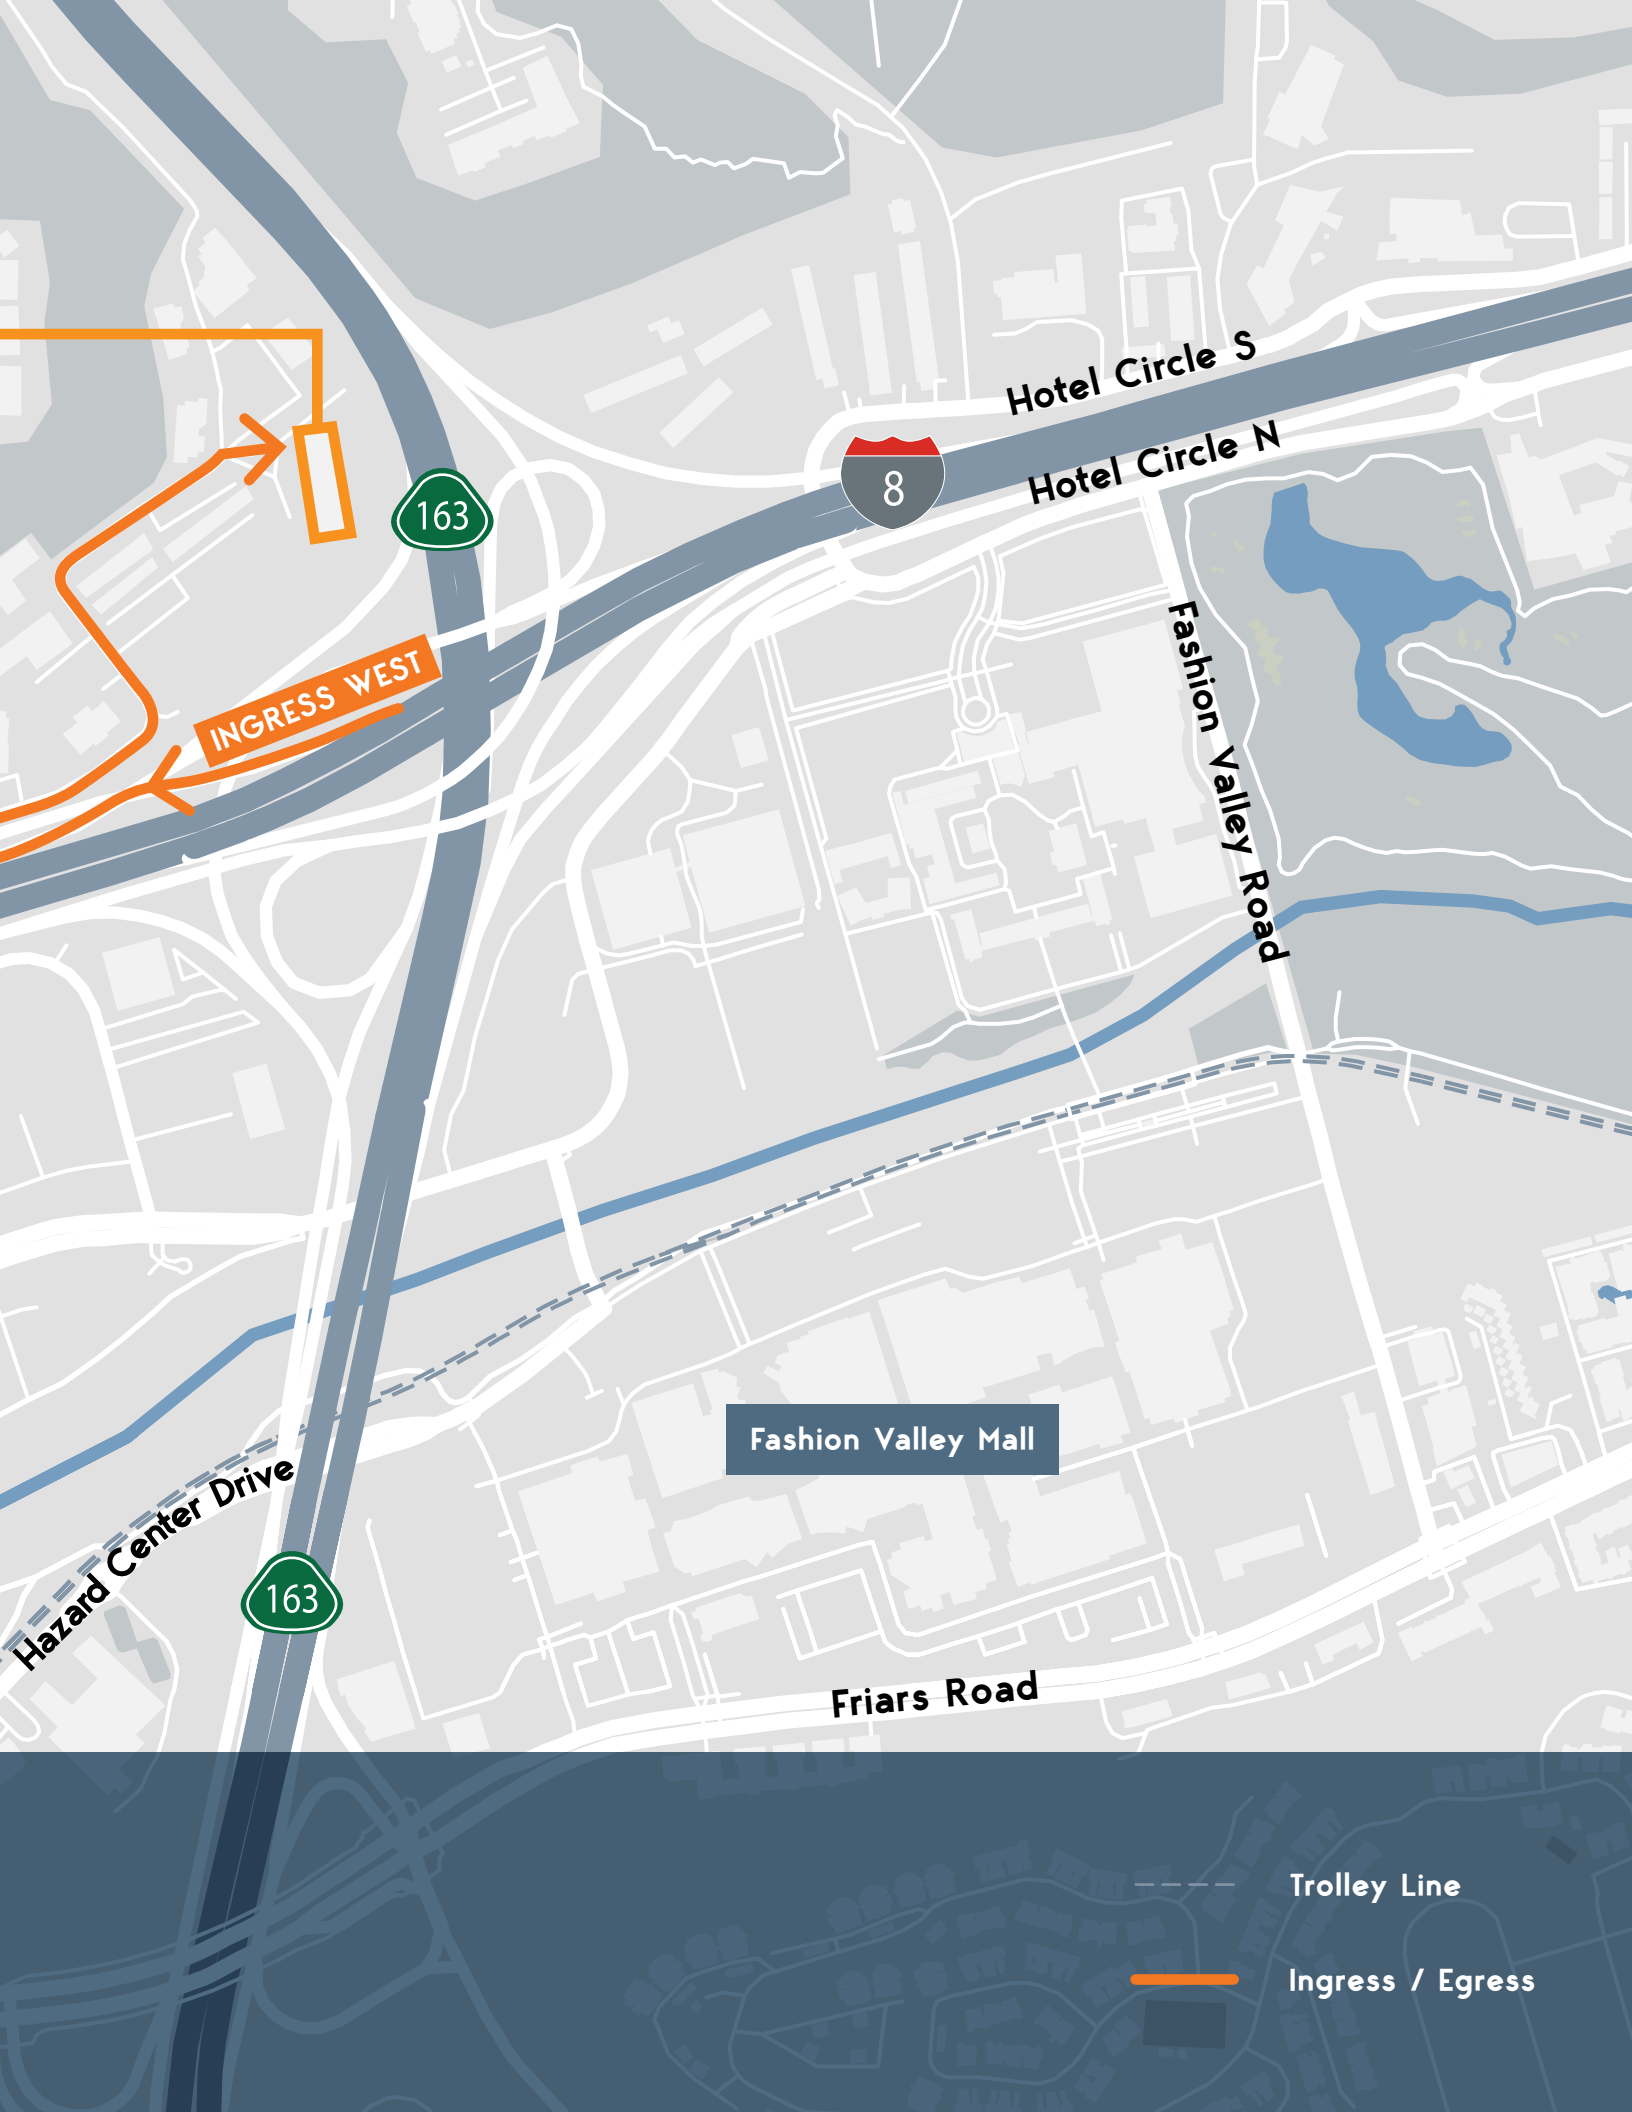 Hotel Circle S
Hotel Circle N
8
163
INGRESS WEST
Fashion Valley Road
Fashion Valley Mall
Hazard Center Drive
163
Friars Road
Trolley Line
Ingress / Egress